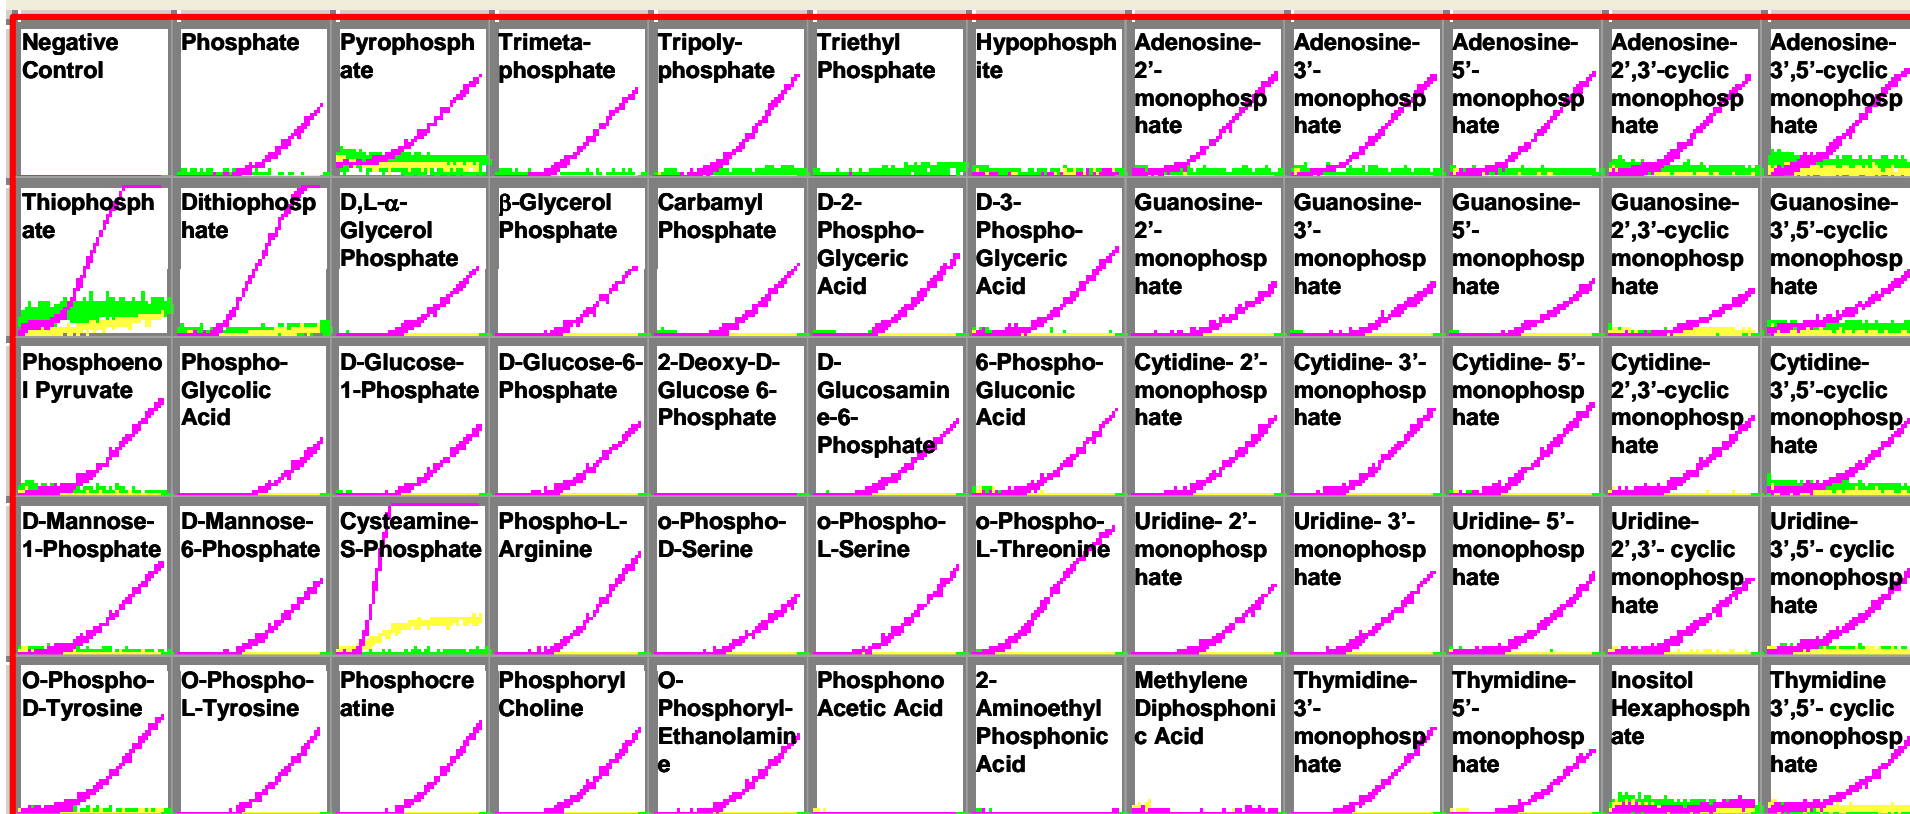 Negative
Control
Phosphate
Pyrophosph
ate
Trimeta-
phosphate
Tripoly-
phosphate
Triethyl
Phosphate
Hypophosph
ite
Adenosine-
2’-
monophosp
hate
Adenosine-
3’-
monophosp
hate
Adenosine-
5’-
monophosp
hate
Adenosine-
2’,3’-cyclic
monophosp
hate
Adenosine-
3’,5’-cyclic
monophosp
hate
Thiophosph
ate
Dithiophosp
hate
D,L-α-
Glycerol
Phosphate
β-Glycerol
Phosphate
Carbamyl
Phosphate
D-2-
Phospho-
Glyceric
Acid
D-3-
Phospho-
Glyceric
Acid
Guanosine-
2’-
monophosp
hate
Guanosine-
3’-
monophosp
hate
Guanosine-
5’-
monophosp
hate
Guanosine-
2’,3’-cyclic
monophosp
hate
Guanosine-
3’,5’-cyclic
monophosp
hate
Phosphoeno
l Pyruvate
Phospho-
Glycolic
Acid
D-Glucose-
1-Phosphate
D-Glucose-6-
Phosphate
2-Deoxy-D-
Glucose 6-
Phosphate
D-
Glucosamin
e-6-
Phosphate
6-Phospho-
Gluconic
Acid
Cytidine- 2’-
monophosp
hate
Cytidine- 3’-
monophosp
hate
Cytidine- 5’-
monophosp
hate
Cytidine-
2’,3’-cyclic
monophosp
hate
Cytidine-
3’,5’-cyclic
monophosp
hate
D-Mannose-
1-Phosphate
D-Mannose-
6-Phosphate
Cysteamine-
S-Phosphate
Phospho-L-
Arginine
o-Phospho-
D-Serine
o-Phospho-
L-Serine
o-Phospho-
L-Threonine
Uridine- 2’-
monophosp
hate
Uridine- 3’-
monophosp
hate
Uridine- 5’-
monophosp
hate
Uridine-
2’,3’- cyclic
monophosp
hate
Uridine-
3’,5’- cyclic
monophosp
hate
O-Phospho-
D-Tyrosine
O-Phospho-
L-Tyrosine
Phosphocre
atine
Phosphoryl
Choline
O-
Phosphoryl-
Ethanolamin
e
Phosphono
Acetic Acid
2-
Aminoethyl
Phosphonic
Acid
Methylene
Diphosphoni
c Acid
Thymidine-
3’-
monophosp
hate
Thymidine-
5’-
monophosp
hate
Inositol
Hexaphosph
ate
Thymidine
3’,5’- cyclic
monophosp
hate